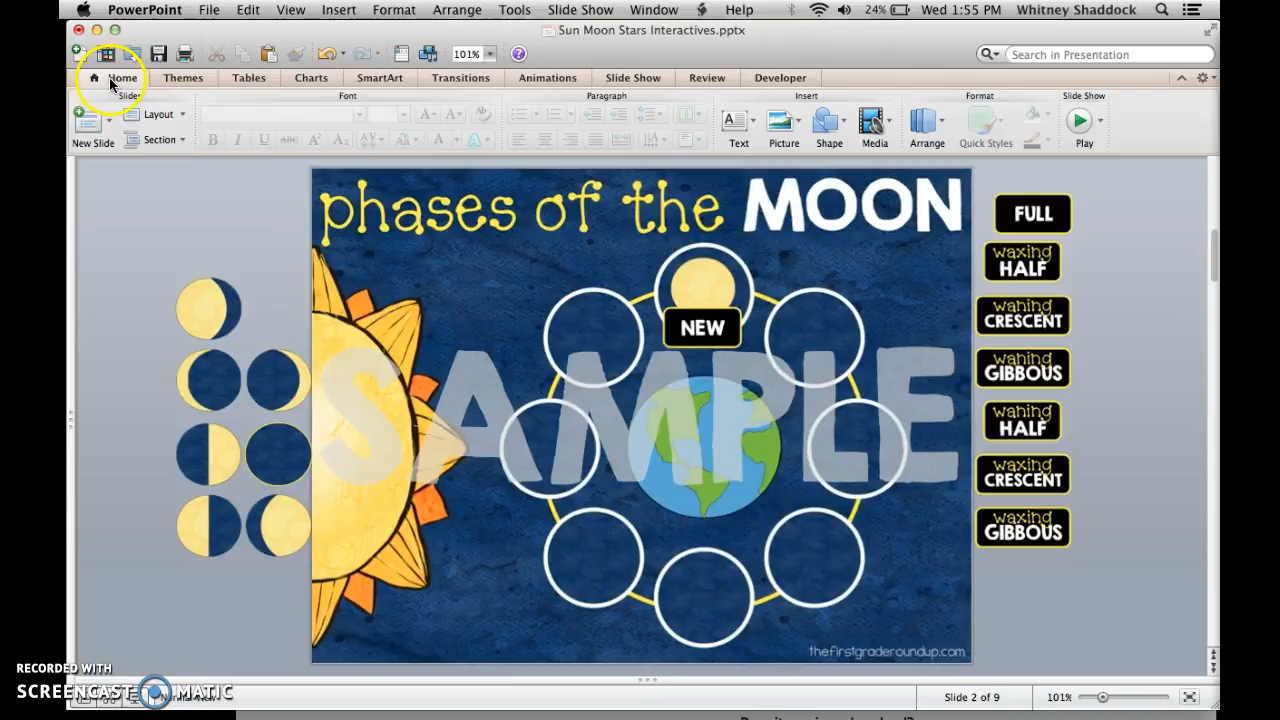 PowerPoint File Edit View Insert Format Arrange Tools Slide Show Window Help 24% Wed 1:55 PM Whitney Shaddock
Sun Moon Stars Interactives.pptx
101% Search in Presentation
Home Themes Tables Charts SmartArt Transitions Animations Slide Show Review Developer
Slides Font Paragraph Insert Format Slide Show
Layout
Section
B I U ABC
New Slide Text Picture Shape Media Arrange Quick Styles Play
phases of the MOON
FULL
waxing
HALF
waning
CRESCENT
NEW
waning
GIBBOUS
SAMPLE
waning
HALF
waxing
CRESCENT
waxing
GIBBOUS
thefirstgraderoundup.com
RECORDED WITH
SCREENCAST MATIC
Slide 2 of 9 101%